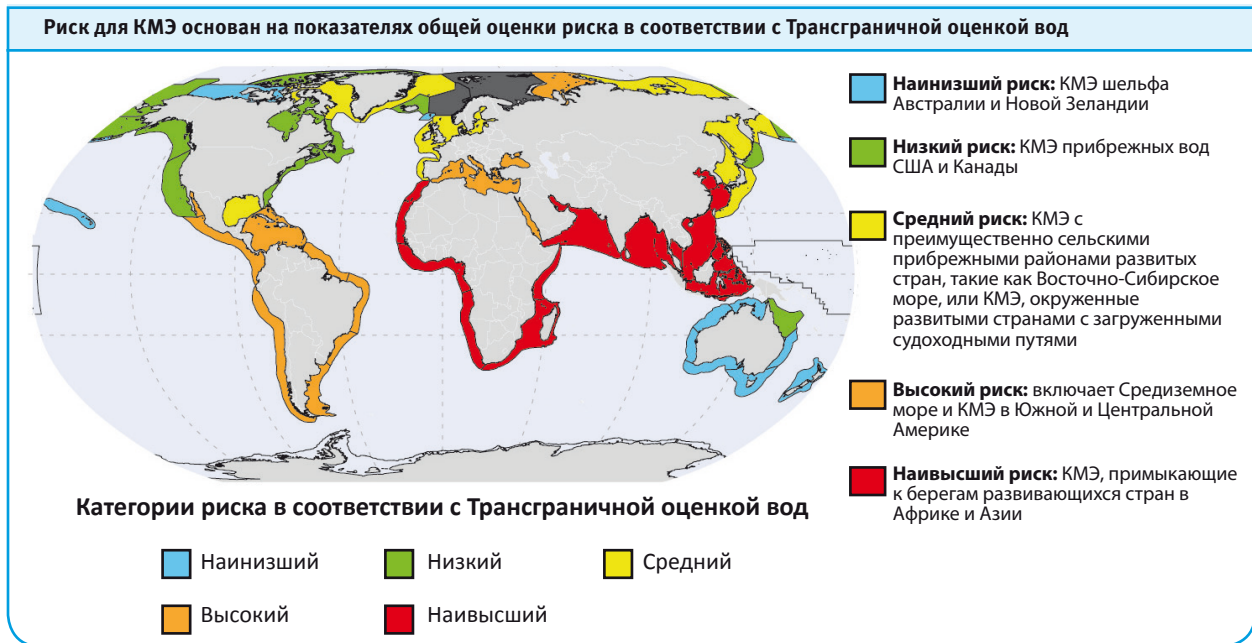 Риск для КМЭ основан на показателях общей оценки риска в соответствии с Трансграничной оценкой вод
Наинизший риск: КМЭ шельфа
Австралии и Новой Зеландии
Низкий риск: КМЭ прибрежных вод
США и Канады
Средний риск: КМЭ с
преимущественно сельскими
прибрежными районами развитых
стран, такие как Восточно-Сибирское
море, или КМЭ, окруженные
развитыми странами с загруженными
судоходными путями
Высокий риск: включает Средиземное
море и КМЭ в Южной и Центральной
Америке
Наивысший риск: КМЭ, примыкающие
к берегам развивающихся стран в
Африке и Азии
Категории риска в соответствии с Трансграничной оценкой вод
Наинизший
Низкий
Средний
Высокий
Наивысший